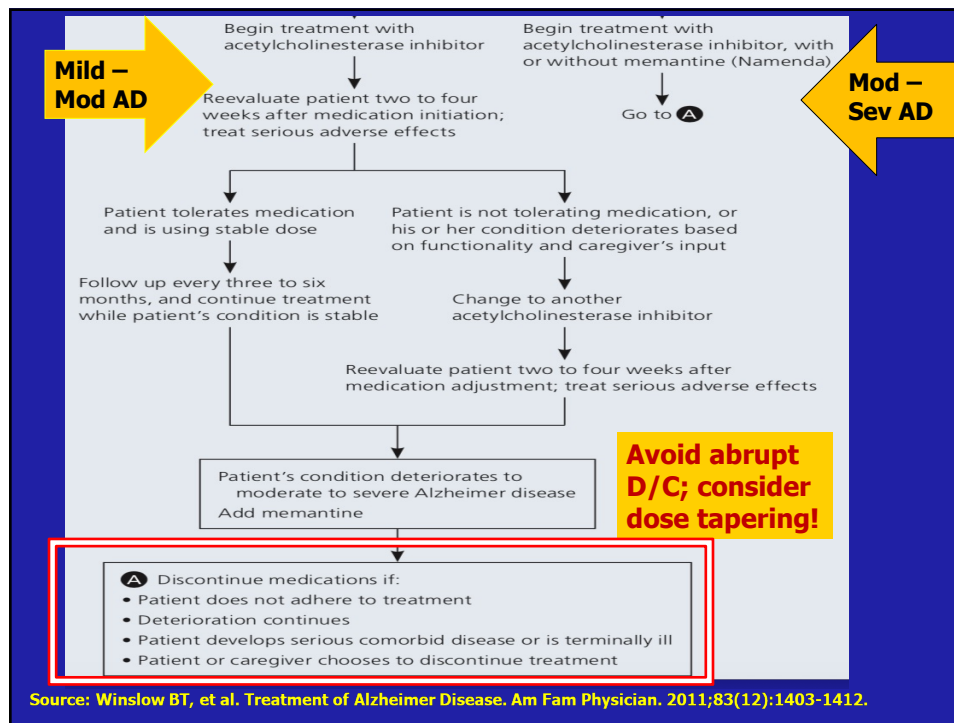 Mild –
Mod AD
Begin treatment with
acetylcholinesterase inhibitor
Begin treatment with
acetylcholinesterase inhibitor, with
or without memantine (Namenda)
Mod –
Sev AD
Reevaluate patient two to four
weeks after medication initiation;
treat serious adverse effects
Go to A
Patient tolerates medication
and is using stable dose
Patient is not tolerating medication, or
his or her condition deteriorates based
on functionality and caregiver’s input
Follow up every three to six
months, and continue treatment
while patient’s condition is stable
Change to another
acetylcholinesterase inhibitor
Reevaluate patient two to four weeks after
medication adjustment; treat serious adverse effects
Patient’s condition deteriorates to
moderate to severe Alzheimer disease
Add memantine
Avoid abrupt
D/C; consider
dose tapering!
A Discontinue medications if:
• Patient does not adhere to treatment
• Deterioration continues
• Patient develops serious comorbid disease or is terminally ill
• Patient or caregiver chooses to discontinue treatment
Source: Winslow BT, et al. Treatment of Alzheimer Disease. Am Fam Physician. 2011;83(12):1403-1412.